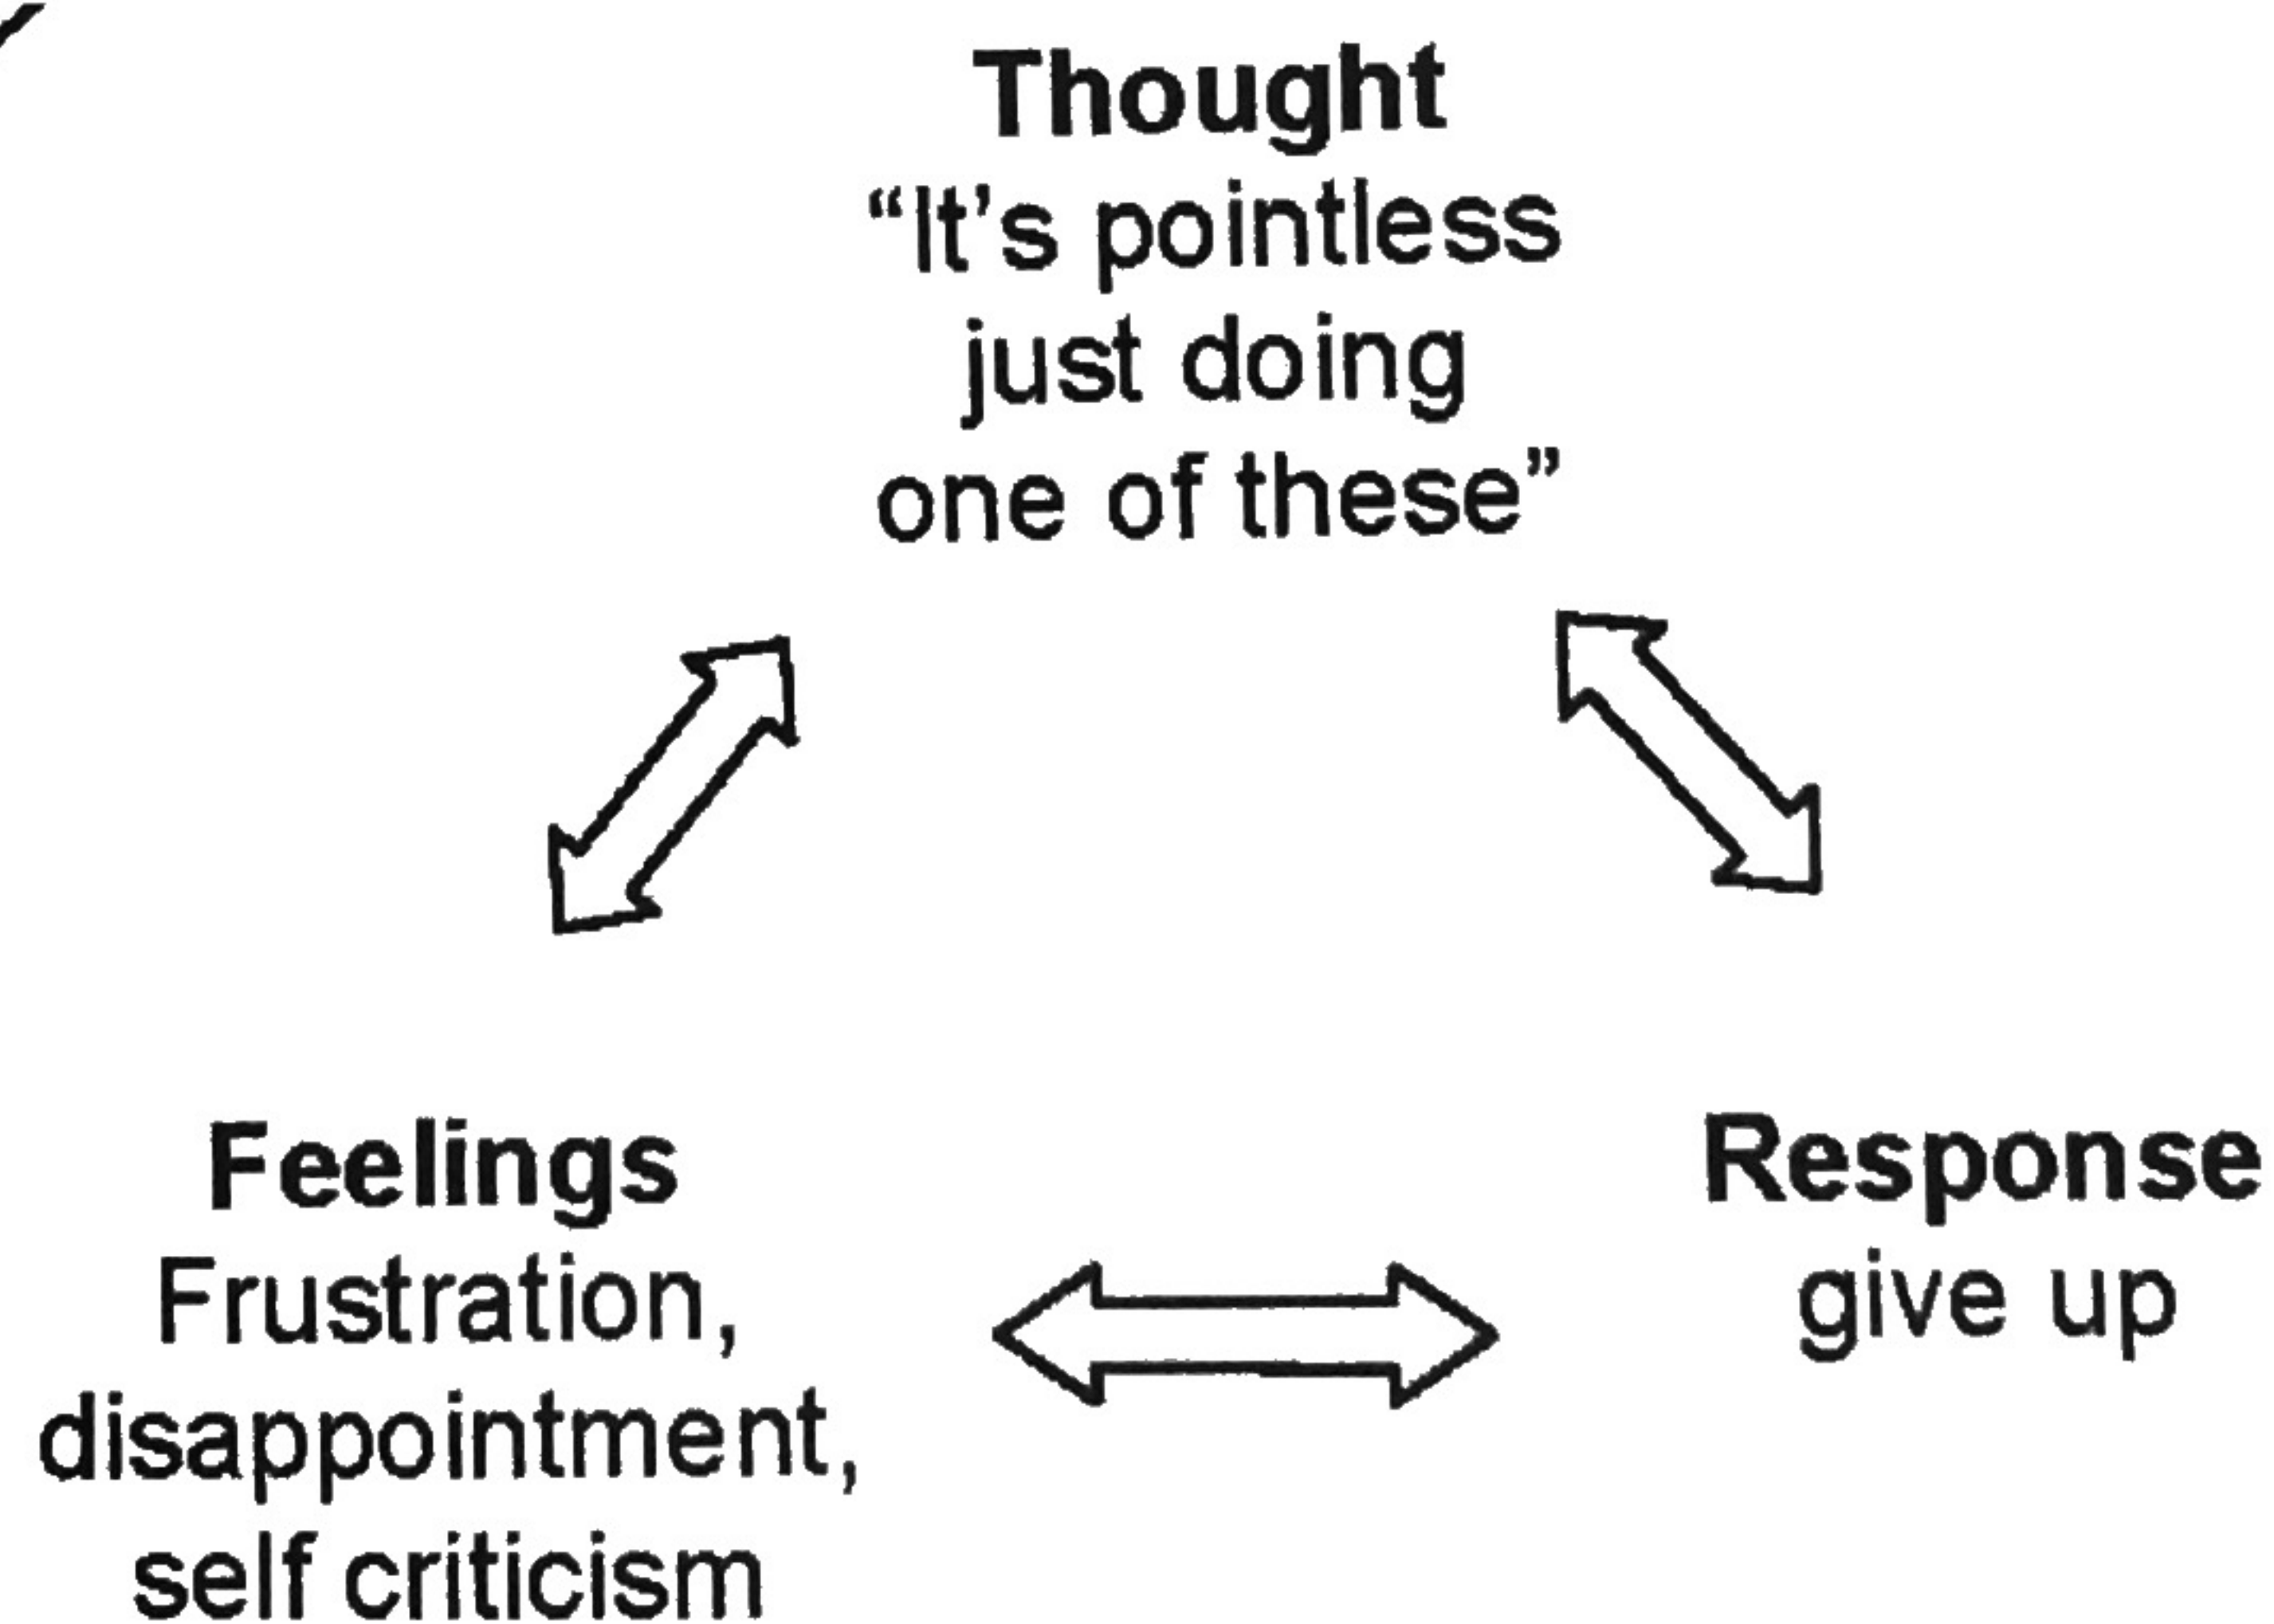 Thought
“It’s pointless
just doing
one of these”
Feelings
Frustration,
disappointment,
self criticism
Response
give up